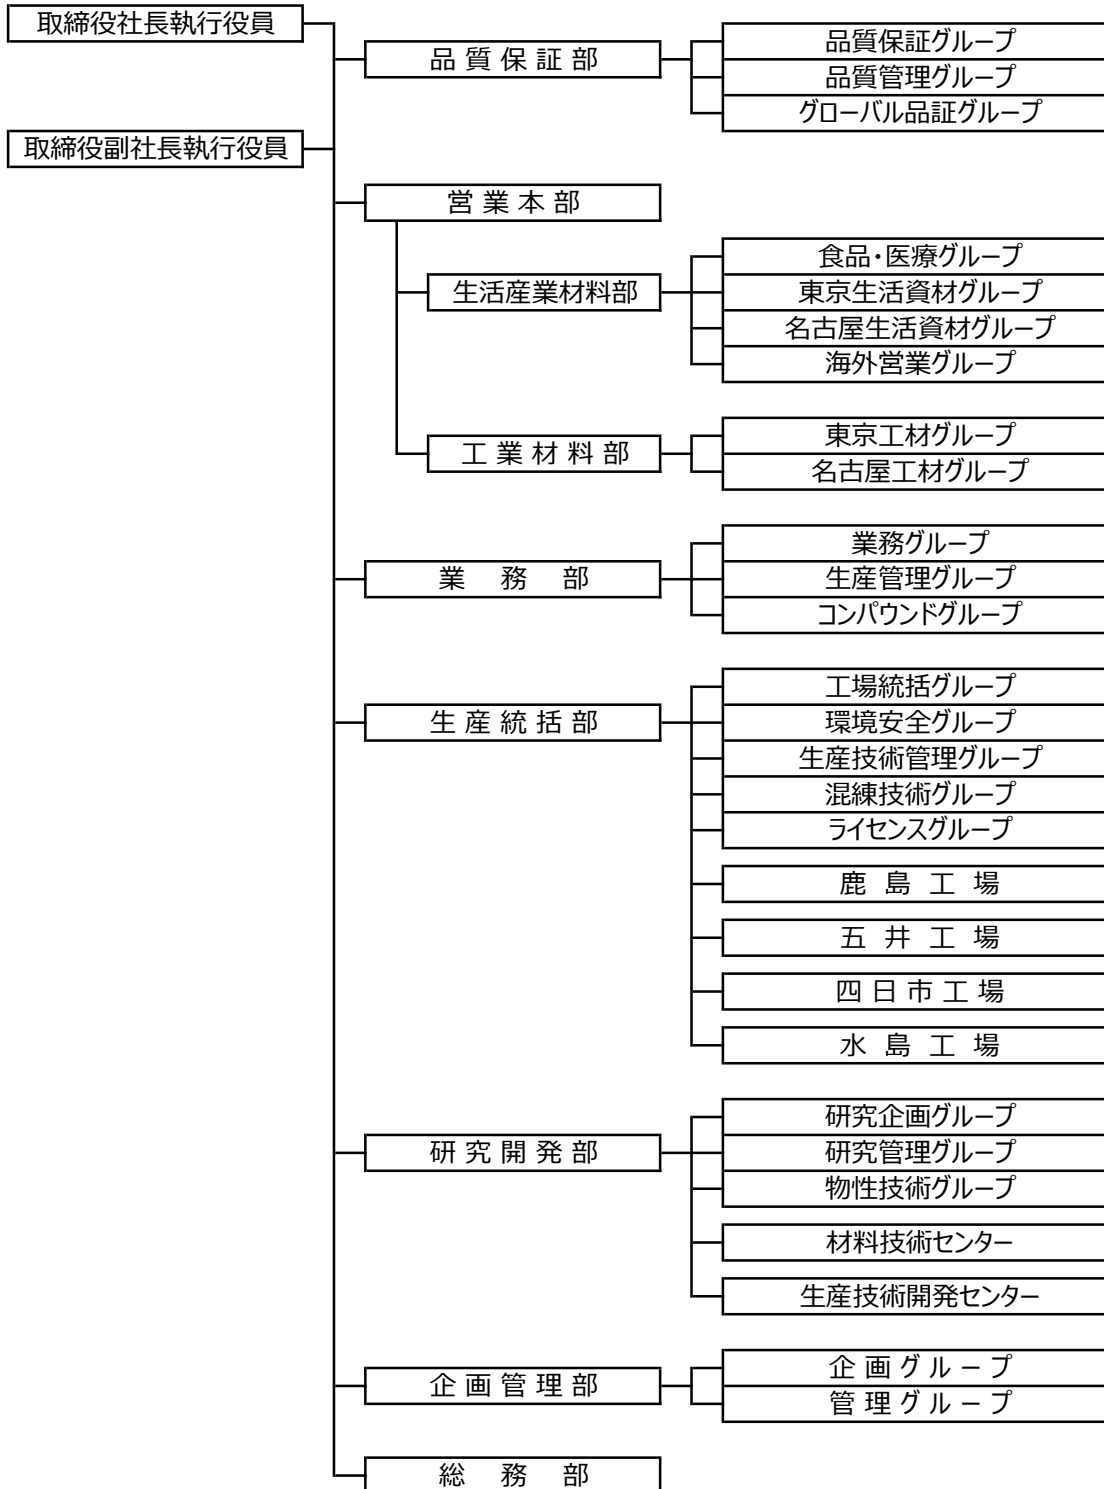 取締役社長執行役員
品質保証部
品質保証グループ
品質管理グループ
グローバル品証グループ
取締役副社長執行役員
営業本部
生活産業材料部
食品・医療グループ
東京生活資材グループ
名古屋生活資材グループ
海外営業グループ
工業材料部
東京工材グループ
名古屋工材グループ
業務部
業務グループ
生産管理グループ
コンパウンドグループ
生産統括部
工場統括グループ
環境安全グループ
生産技術管理グループ
混練技術グループ
ライセンスグループ
鹿島工場
五井工場
四日市工場
水島工場
研究開発部
研究企画グループ
研究管理グループ
物性技術グループ
材料技術センター
生産技術開発センター
企画管理部
企画グループ
管理グループ
総務部